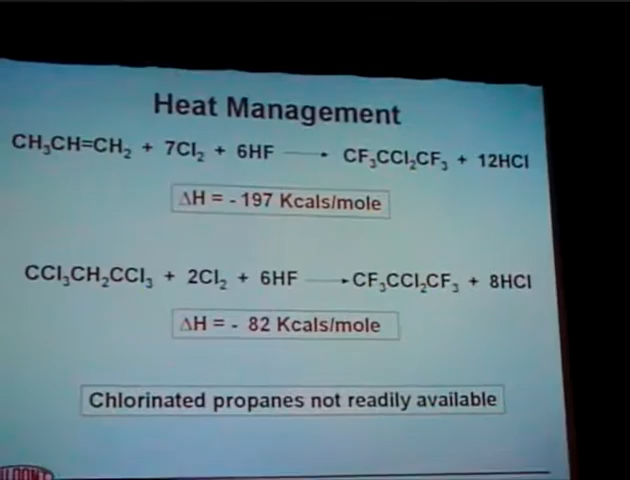 Heat Management
CH₃CH=CH₂ + 7Cl₂ + 6HF → CF₃CCl₂CF₃ + 12HCl
ΔH = - 197 Kcals/mole
CCl₃CH₂CCl₃ + 2Cl₂ + 6HF → CF₃CCl₂CF₃ + 8HCl
ΔH = - 82 Kcals/mole
Chlorinated propanes not readily available